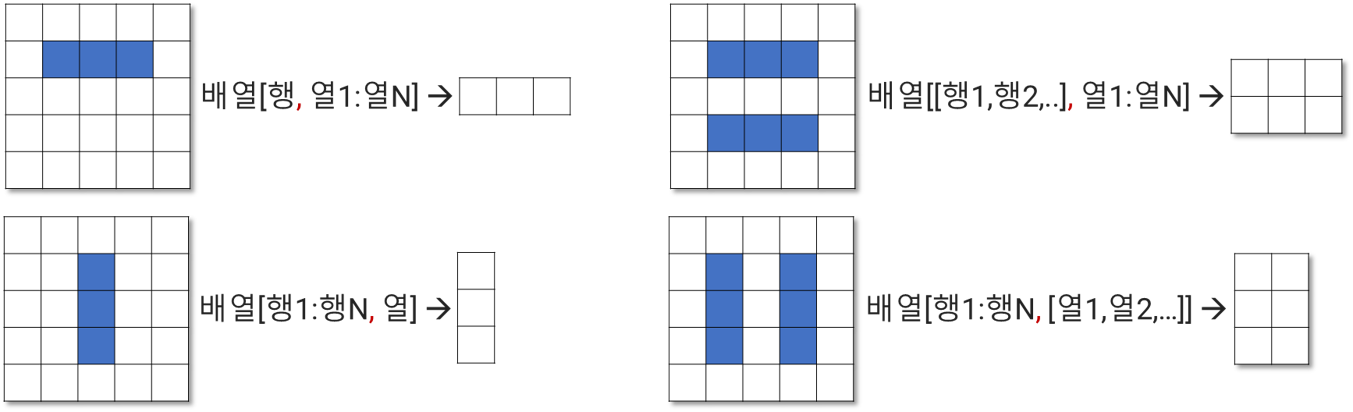 배열[행, 열1:열N] →
배열[[행1,행2,..], 열1:열N] →
배열[행1:행N, 열] →
배열[행1:행N, [열1,열2,...]] →